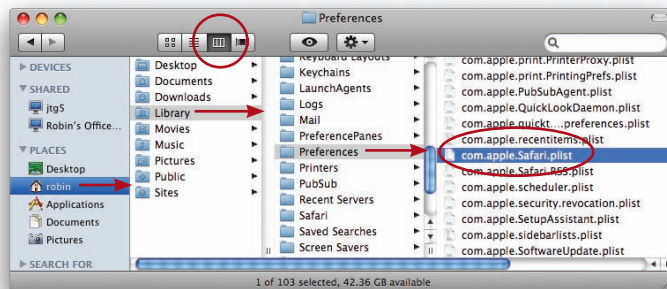 Preferences
DEVICES
SHARED
jtg5
Robin's Office...
PLACES
Desktop
robin
Applications
Documents
Pictures
SEARCH FOR
Desktop
Documents
Downloads
Library
Movies
Music
Pictures
Public
Sites
Keyboard Layouts
Keychains
LaunchAgents
Logs
Mail
PreferencePanes
Preferences
Printers
PubSub
Recent Servers
Safari
Saved Searches
Screen Savers
com.apple.print.PrinterProxy.plist
com.apple.print.PrintingPrefs.plist
com.apple.PubSubAgent.plist
com.apple.QuickLookDaemon.plist
com.apple.quickt....preferences.plist
com.apple.recentitems.plist
com.apple.Safari.plist
com.apple.Safari.RSS.plist
com.apple.scheduler.plist
com.apple.security.revocation.plist
com.apple.SetupAssistant.plist
com.apple.sidebarlists.plist
com.apple.SoftwareUpdate.plist
1 of 103 selected, 42.36 GB available